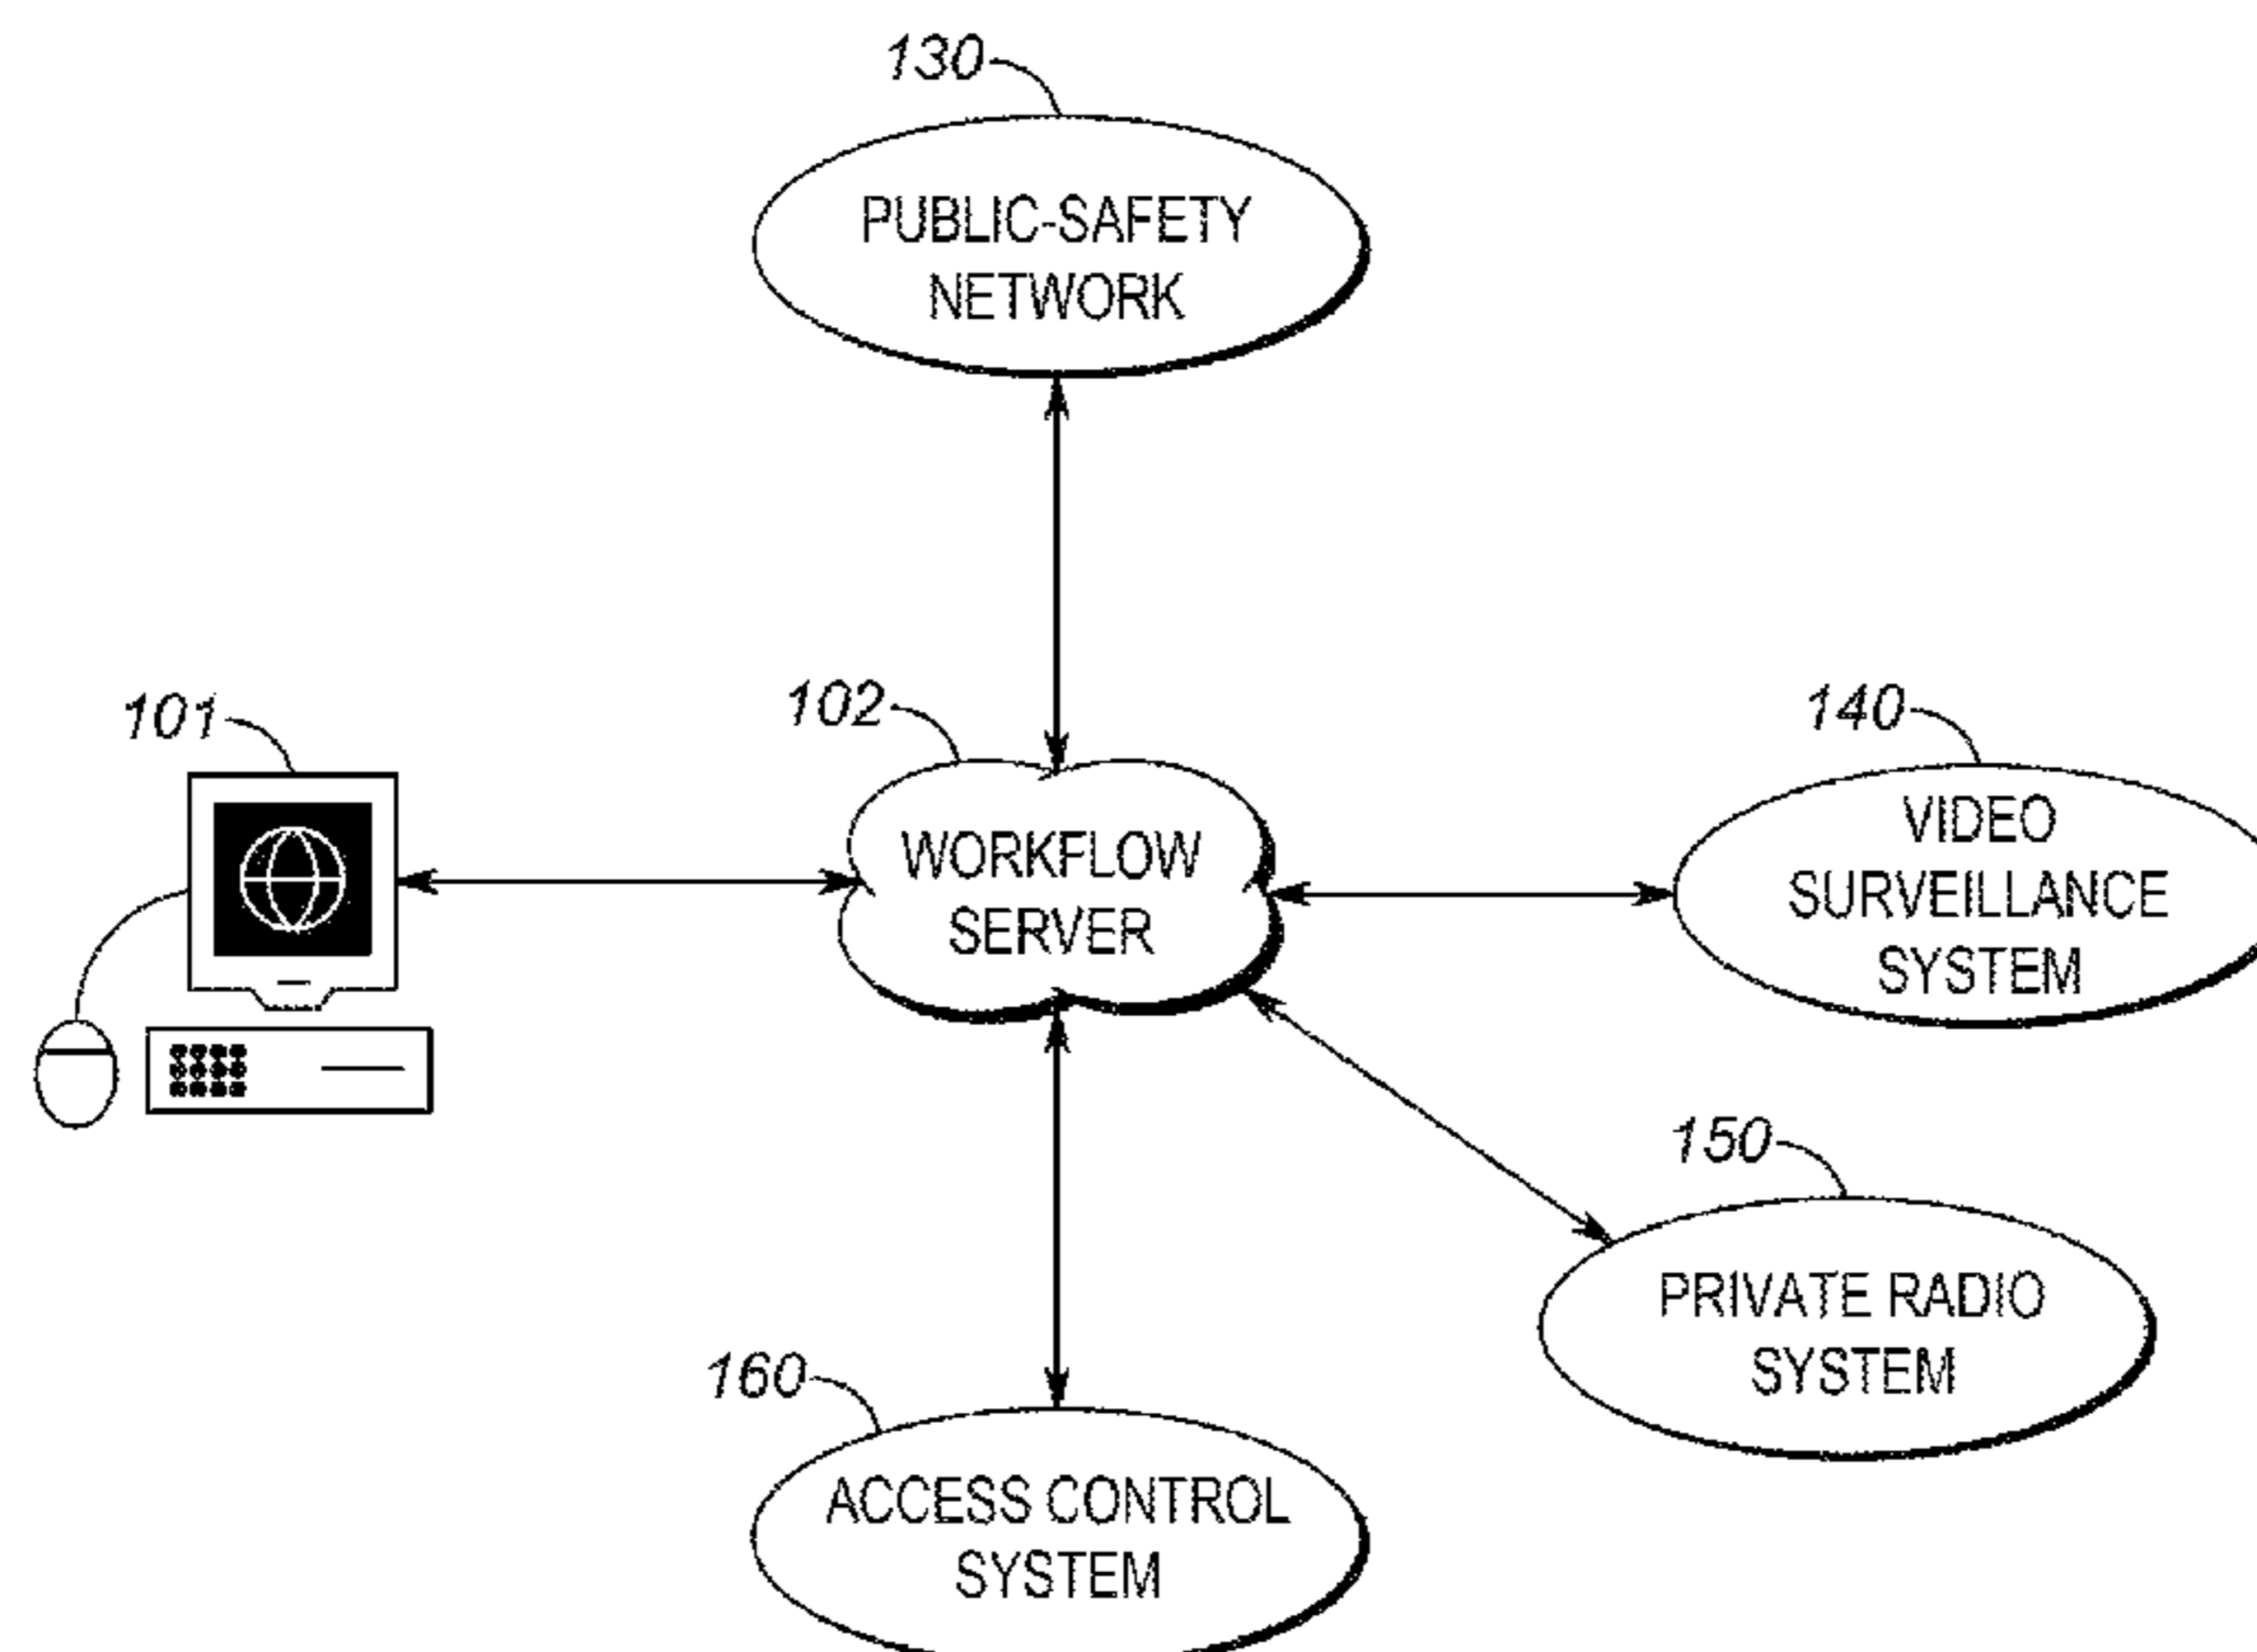 130
PUBLIC-SAFETY
NETWORK
101
102
140
WORKFLOW
SERVER
VIDEO
SURVEILLANCE
SYSTEM
150
PRIVATE RADIO
SYSTEM
160
ACCESS CONTROL
SYSTEM